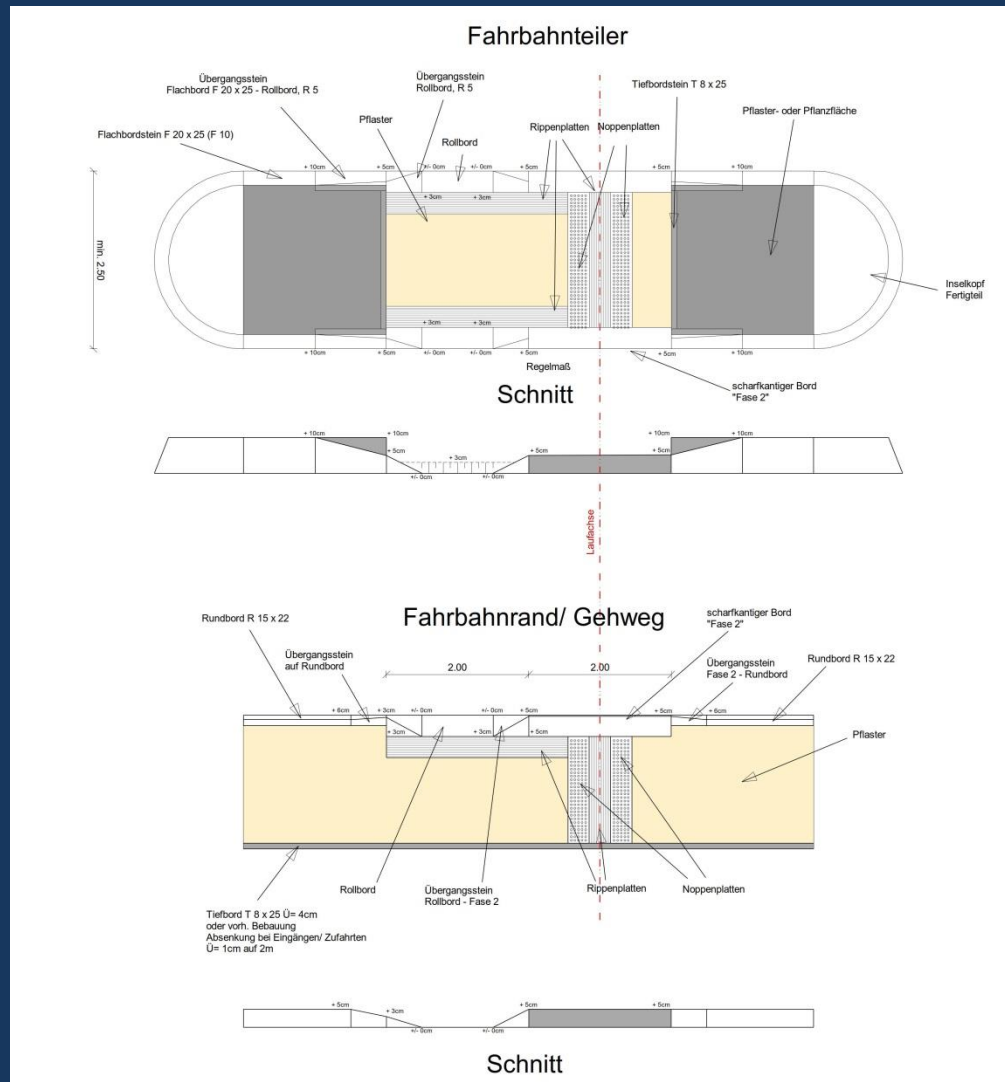 Fahrbahnteiler
Übergangsstein
Flachbord F 20 x 25 - Rollbord, R 5
Übergangsstein
Rollbord, R 5
Tiefbordstein T 8 x 25
Pflaster
Rippenplatten
Noppenplatten
Pflaster- oder Pflanzfläche
Flachbordstein F 20 x 25 (F 10)
Rollbord
+ 10cm
+ 5cm
+/- 0cm
+/- 0cm
+ 5cm
+ 5cm
+ 10cm
+ 3cm
+ 3cm
min. 2.50
Inselkopf
Fertigteil
+ 3cm
+ 3cm
+ 10cm
+ 5cm
+/- 0cm
+/- 0cm
+ 5cm
+ 5cm
+ 10cm
Regelmaß
scharfkantiger Bord
"Fase 2"
Schnitt
+ 10cm
+ 10cm
+ 5cm
+ 3cm
+/- 0cm
+/- 0cm
+ 5cm
+ 10cm
+ 5cm
+ 10cm
Laufachse
Fahrbahnrand/ Gehweg
scharfkantiger Bord
"Fase 2"
Rundbord R 15 x 22
Übergangsstein
auf Rundbord
2.00
2.00
Übergangsstein
Fase 2 - Rundbord
Rundbord R 15 x 22
+ 6cm
+ 3cm
+/- 0cm
+/- 0cm
+ 5cm
+ 5cm
+ 6cm
+ 3cm
+ 3cm
+ 5cm
Pflaster
Rollbord
Übergangsstein
Rollbord - Fase 2
Rippenplatten
Noppenplatten
Tiefbord T 8 x 25 Ü= 4cm
oder vorh. Bebauung
Absenkung bei Eingängen/ Zufahrten
Ü= 1cm auf 2m
+ 5cm
+ 3cm
+/- 0cm
+/- 0cm
+ 5cm
+ 5cm
Schnitt